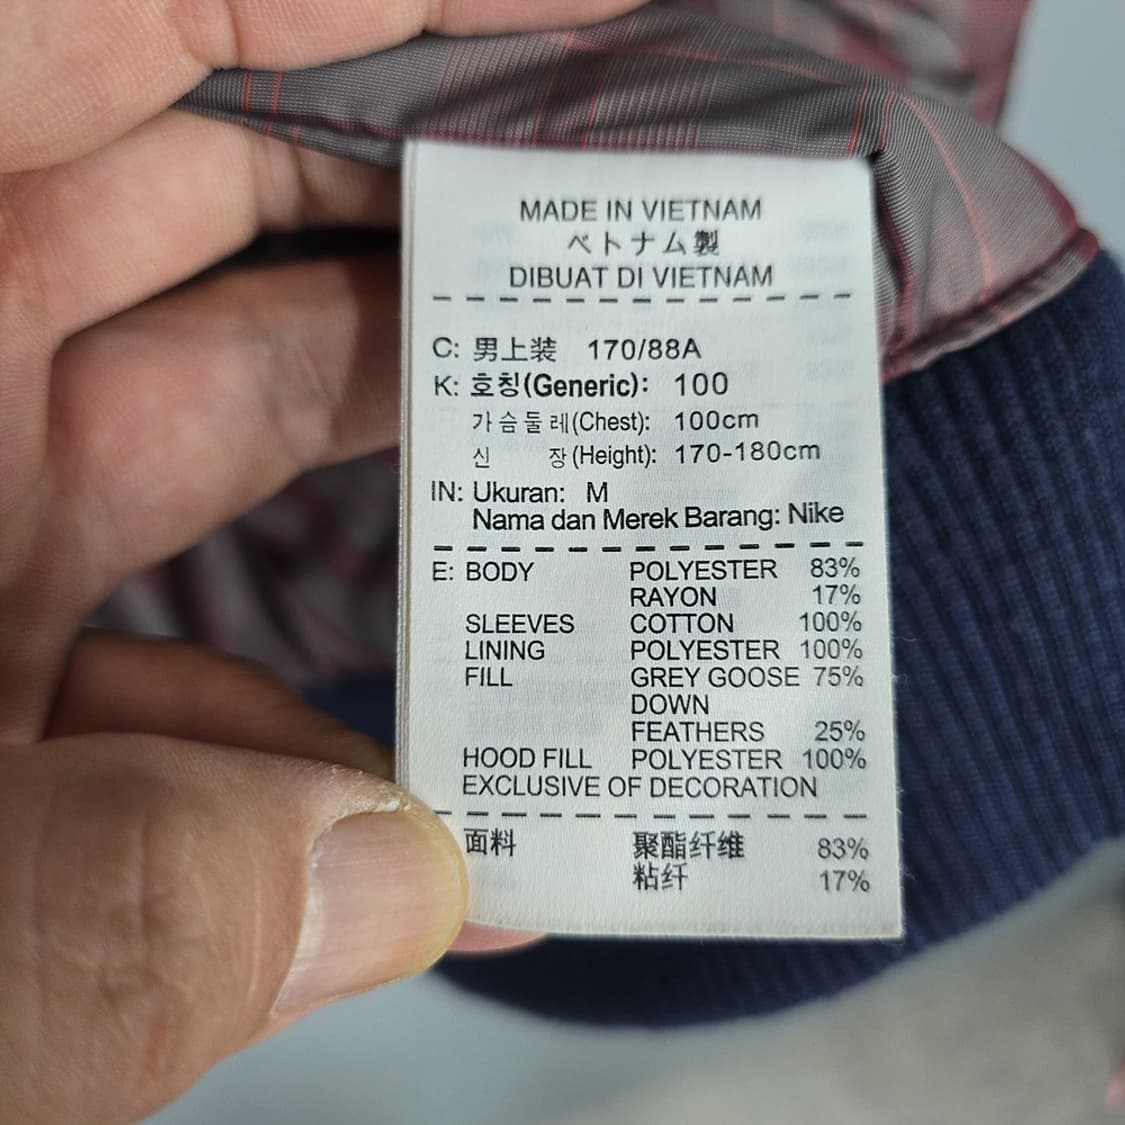 MADE IN VIETNAM
ベトナム製
DIBUAT DI VIETNAM
C: 男上装 170/88A
K: 호칭(Generic): 100
가슴둘레(Chest): 100cm
신 장(Height): 170-180cm
IN: Ukuran: M
Nama dan Merek Barang: Nike
E: BODY POLYESTER 83%
RAYON 17%
SLEEVES COTTON 100%
LINING POLYESTER 100%
FILL GREY GOOSE 75%
DOWN
FEATHERS 25%
HOOD FILL POLYESTER 100%
EXCLUSIVE OF DECORATION
面料 聚酯纤维 83%
粘纤 17%